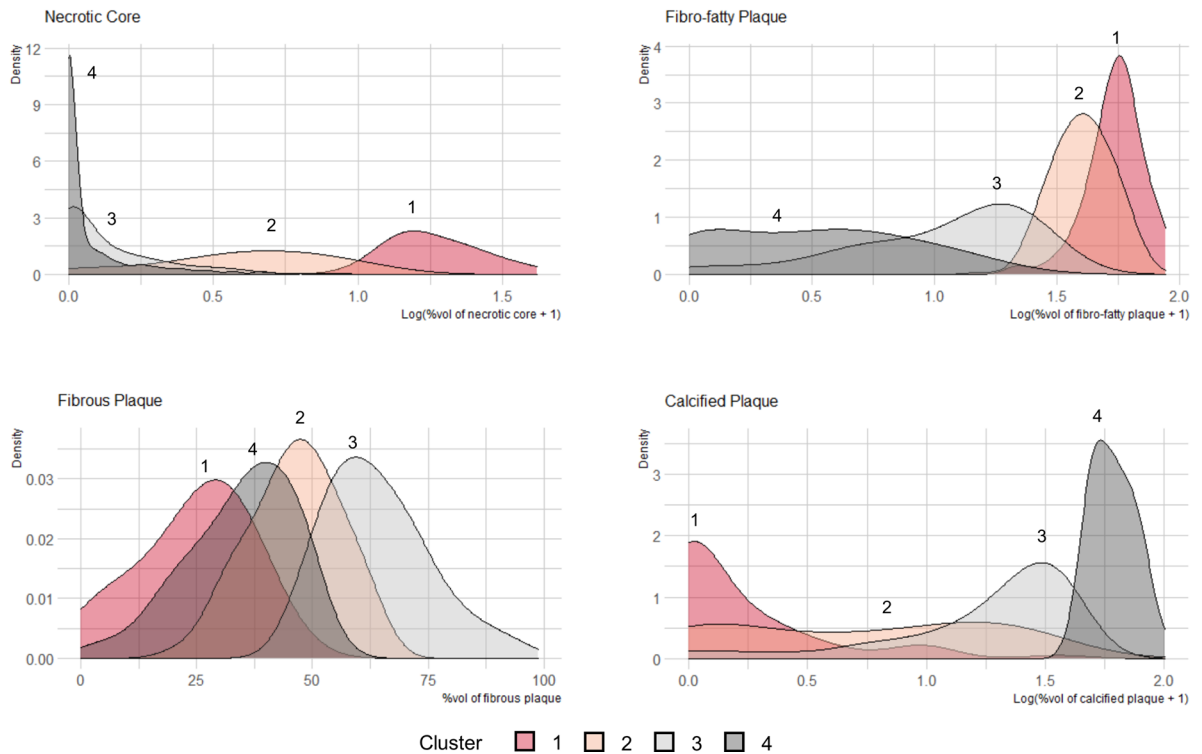 Necrotic Core
Density
12
9
6
3
0
4
3
2
1
0.0 0.5 1.0 1.5
Log(%vol of necrotic core + 1)
Fibro-fatty Plaque
Density
4
3
2
1
0
1
2
3
4
0.0 0.5 1.0 1.5 2.0
Log(%vol of fibro-fatty plaque + 1)
Fibrous Plaque
Density
0.03
0.02
0.01
0.00
1
4
2
3
0 25 50 75 100
%vol of fibrous plaque
Calcified Plaque
Density
3
2
1
0
1
2
3
4
0.0 0.5 1.0 1.5 2.0
Log(%vol of calcified plaque + 1)
Cluster 1 2 3 4